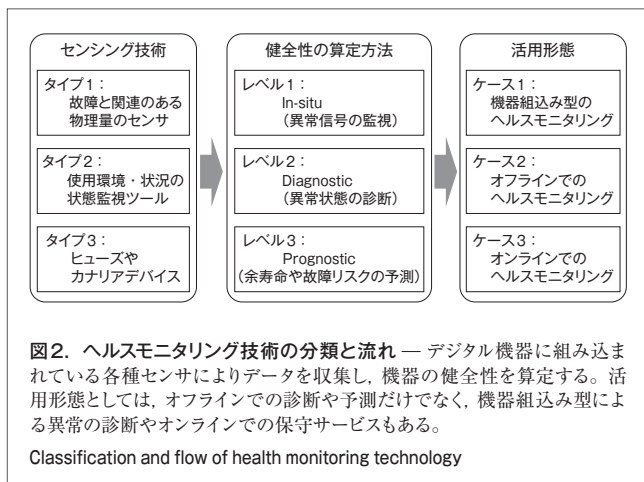 センシング技術
タイプ1：
故障と関連のある
物理量のセンサ
タイプ2：
使用環境・状況の
状態監視ツール
タイプ3：
ヒューズや
カナリアデバイス
健全性の算定方法
レベル1：
In-situ
(異常信号の監視)
レベル2：
Diagnostic
(異常状態の診断)
レベル3：
Prognostic
(余寿命や故障リスクの予測)
活用形態
ケース1：
機器組込み型の
ヘルスモニタリング
ケース2：
オフラインでの
ヘルスモニタリング
ケース3：
オンラインでの
ヘルスモニタリング
図2．ヘルスモニタリング技術の分類と流れ — デジタル機器に組み込ま
れている各種センサによりデータを収集し，機器の健全性を算定する。活
用形態としては，オフラインでの診断や予測だけでなく，機器組込み型によ
る異常の診断やオンラインでの保守サービスもある。
Classification and flow of health monitoring technology